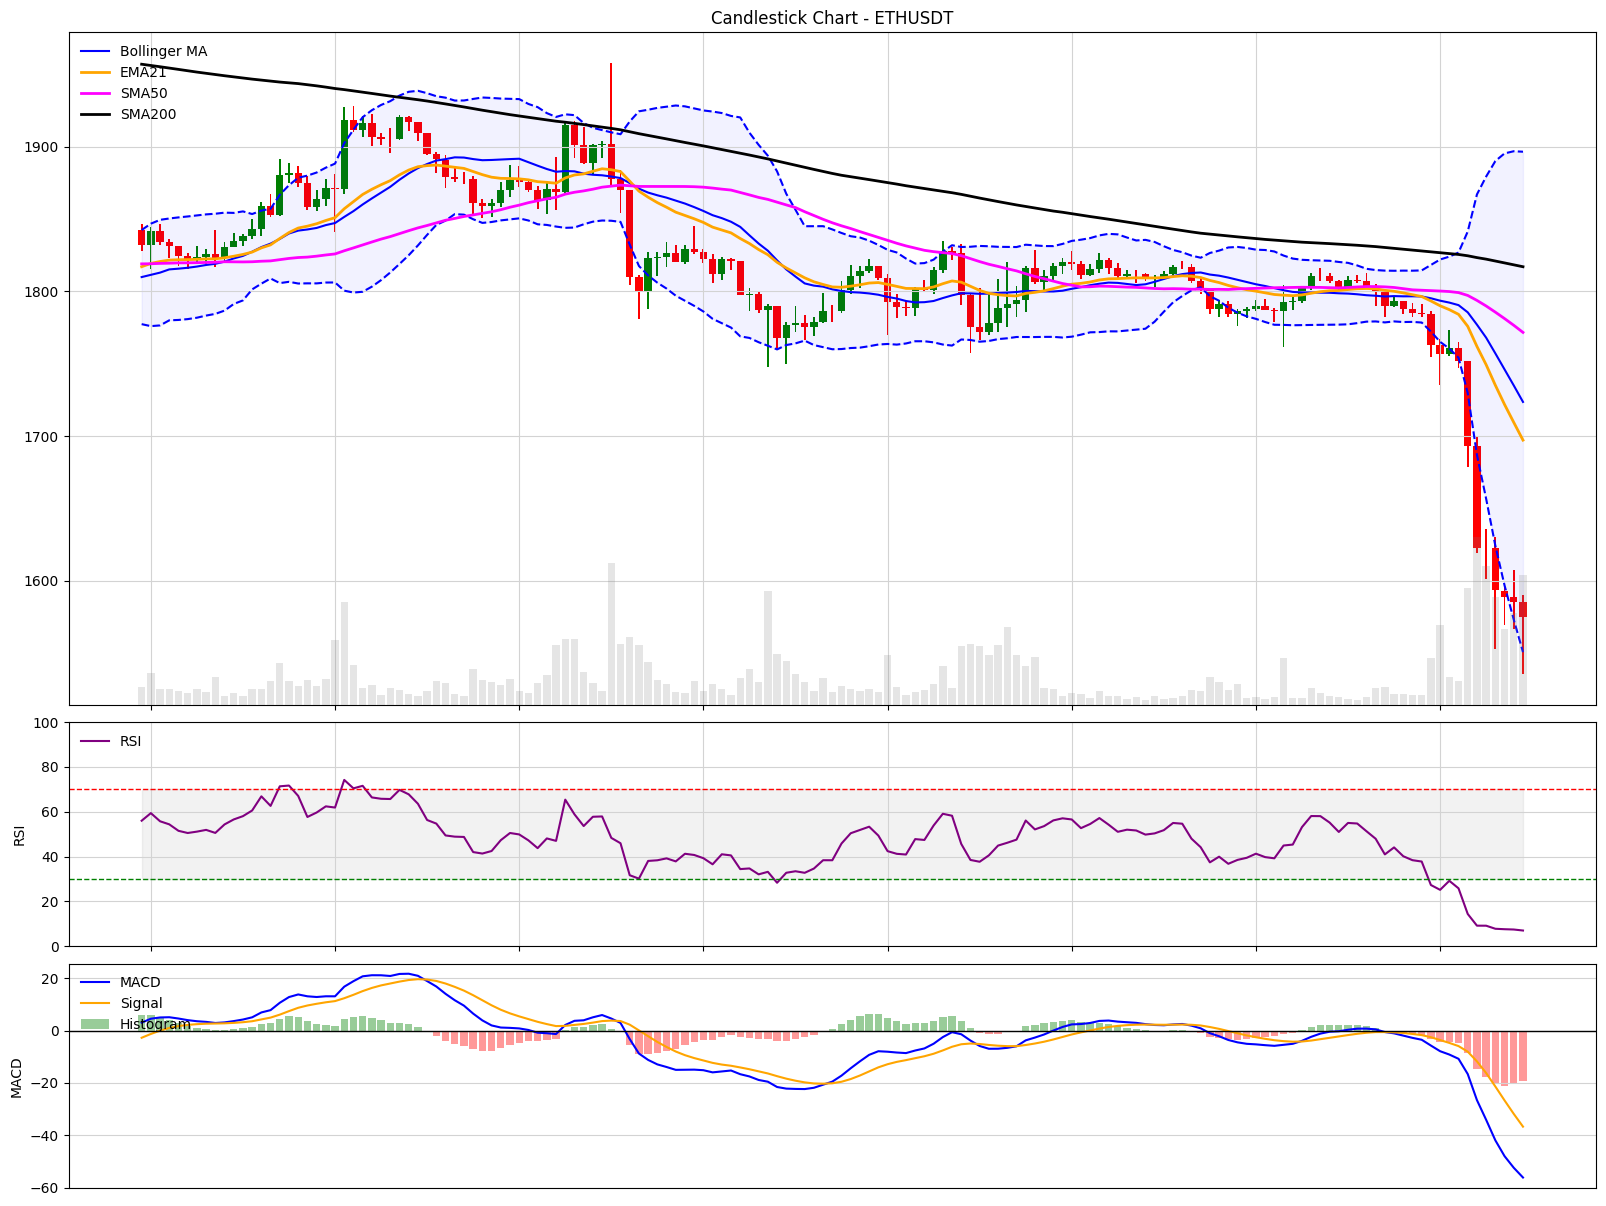 Candlestick Chart - ETHUSDT
Bollinger MA
EMA21
SMA50
SMA200
1900
1800
1700
1600
RSI
100
80
60
40
20
0
RSI
MACD
Signal
Histogram
20
0
−20
−40
−60
MACD